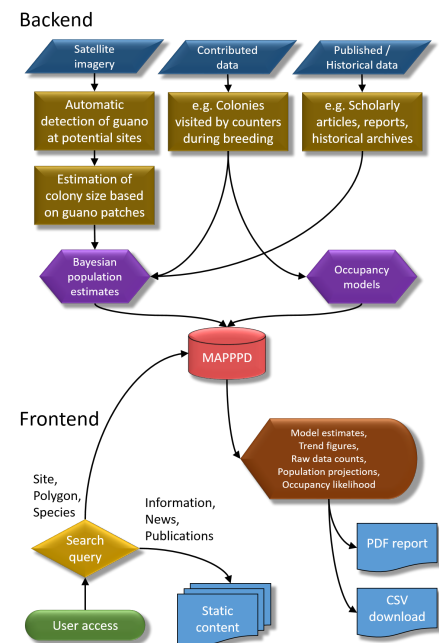 Backend
Satellite
imagery
Contributed
data
Published /
Historical data
Automatic
detection of guano
at potential sites
e.g. Colonies
visited by counters
during breeding
e.g. Scholarly
articles, reports,
historical archives
Estimation of
colony size based
on guano patches
Bayesian
population
estimates
Occupancy
models
MAPPPD
Frontend
Model estimates,
Trend figures,
Raw data counts,
Population projections,
Occupancy likelihood
Site,
Polygon,
Species
Information,
News,
Publications
Search
query
PDF report
User access
Static
content
CSV
download